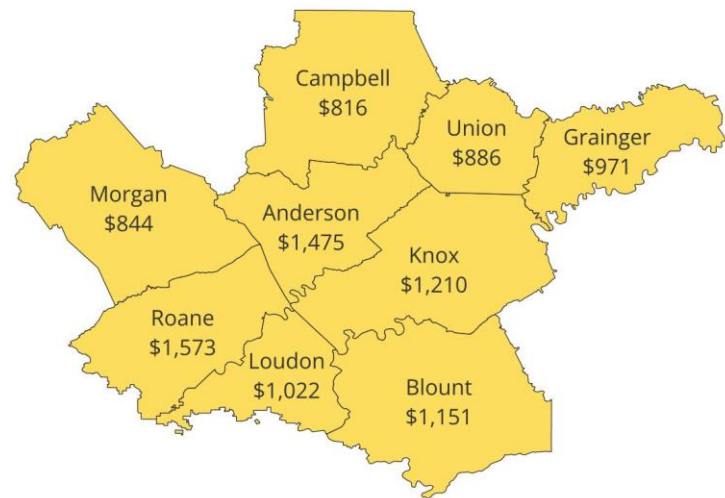 Campbell
$816
Union
$886
Grainger
$971
Morgan
$844
Anderson
$1,475
Knox
$1,210
Roane
$1,573
Loudon
$1,022
Blount
$1,151